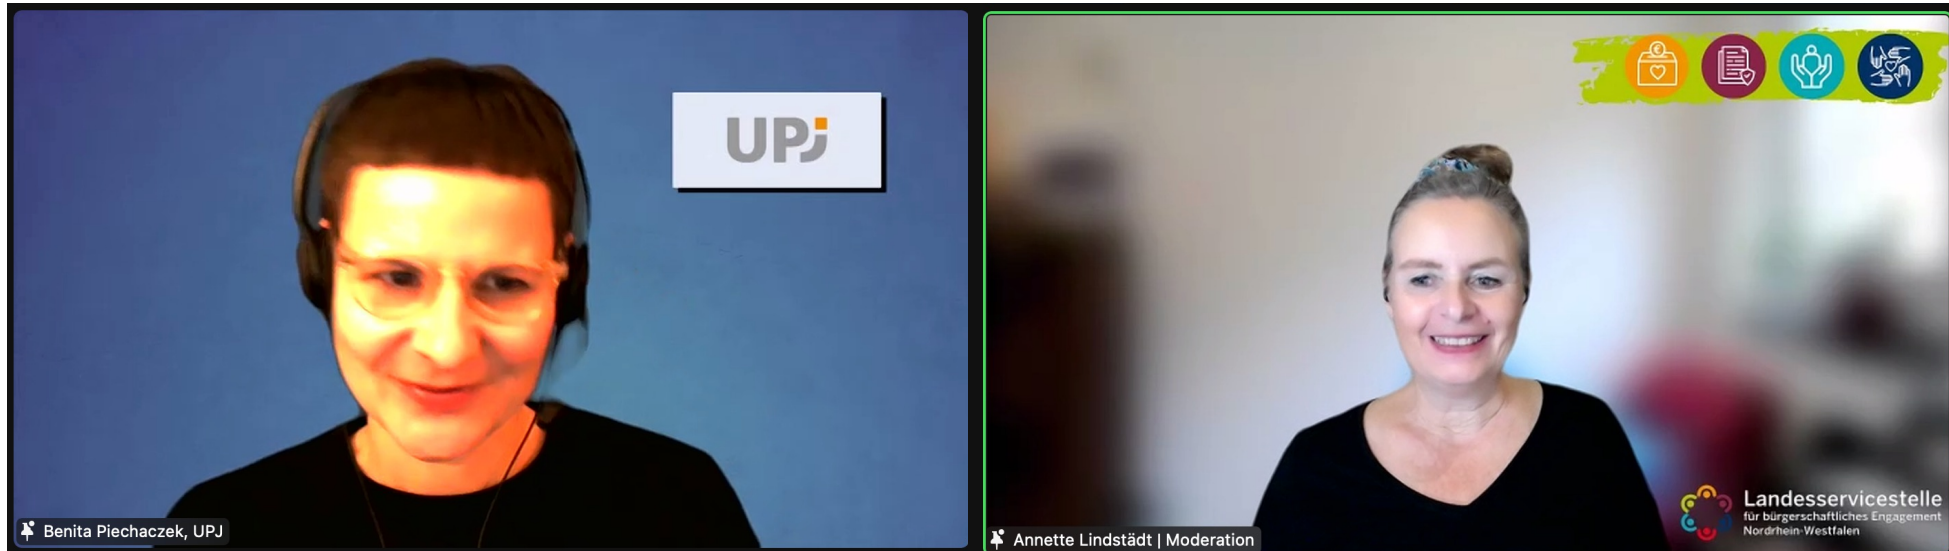 UPJ
Benita Piechaczek, UPJ
Annette Lindstädt | Moderation
Landesservicestelle
für bürgerschaftliches Engagement
Nordrhein-Westfalen